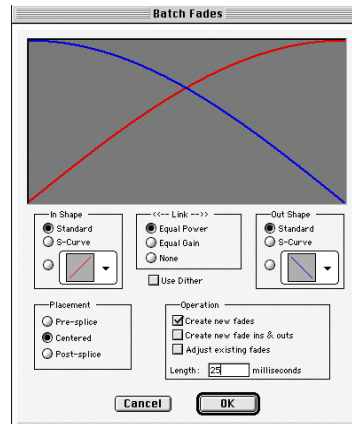 Batch Fades
In Shape
Standard
S-Curve
<<-- Link -->>
Equal Power
Equal Gain
None
Out Shape
Standard
S-Curve
Use Dither
Placement
Pre-splice
Centered
Post-splice
Operation
Create new fades
Create new fade ins & outs
Adjust existing fades
Length: 25 milliseconds
Cancel OK